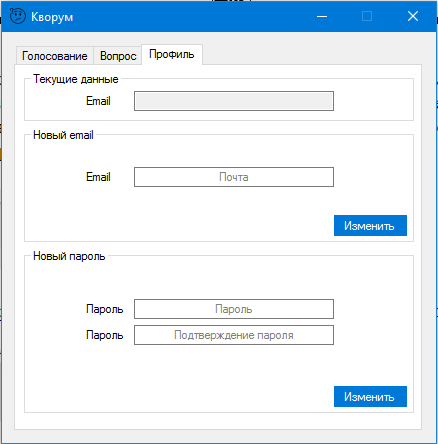 Кворум
Голосование Вопрос Профиль
Текущие данные
Email
Новый email
Email Почта
Изменить
Новый пароль
Пароль Пароль
Пароль Подтверждение пароля
Изменить